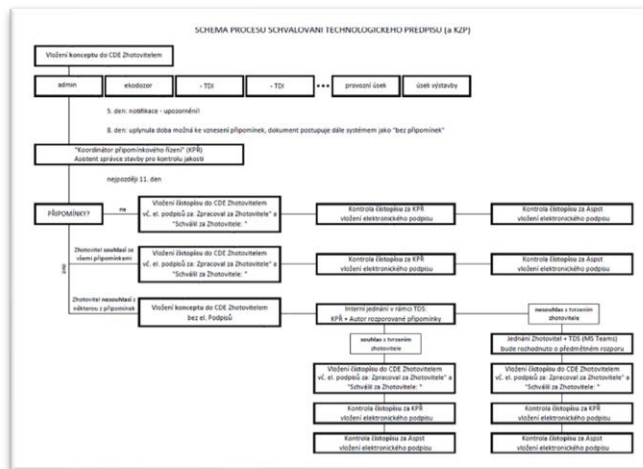 SCHÉMA PROCESU SCHVALOVÁNÍ TECHNOLOGICKÉHO PŘEDPISU (a KZP)
Vložení konceptu do CDE Zhotovitelem
admin
ekodozor
- TDI
- TDI
•••
provozní úsek
úsek výstavby
5. den: notifikace - upozornění!
8. den: uplynula doba možná ke vznesení připomínek, dokument postupuje dále systémem jako "bez připomínek"
"Koordinátor připomínkového řízení" (KPŘ)
Asistent správce stavby pro kontrolu jakosti
nejpozději 11. den
PŘIPOMÍNKY?
ne
Vložení čistopisu do CDE Zhotovitelem
vč. el. podpisů za: Zpracoval za Zhotovitele" a
"Schválil za Zhotovitele: "
Kontrola čistopisu za KPŘ
vložení elektronického podpisu
Kontrola čistopisu za Aspst
vložení elektronického podpisu
ano
Zhotovitel souhlasí se
všemi připomínkami
Vložení čistopisu do CDE Zhotovitelem
vč. el. podpisů za: Zpracoval za Zhotovitele" a
"Schválil za Zhotovitele: "
Kontrola čistopisu za KPŘ
vložení elektronického podpisu
Kontrola čistopisu za Aspst
vložení elektronického podpisu
Zhotovitel nesouhlasí s
některou z připomínek
Vložení konceptu do CDE Zhotovitelem
bez el. Podpisů
Interní jednání v rámci TDS:
KPŘ + Autor rozporované připomínky
nesouhlas s tvrzením
zhotovitele
souhlas s tvrzením
zhotovitele
Jednání Zhotovitel + TDS (MS Teams)
bude rozhodnuto o předmětném rozporu
Vložení čistopisu do CDE Zhotovitelem
vč. el. podpisů za: Zpracoval za Zhotovitele" a
"Schválil za Zhotovitele: "
Vložení čistopisu do CDE Zhotovitelem
vč. el. podpisů za: Zpracoval za Zhotovitele" a
"Schválil za Zhotovitele: "
Kontrola čistopisu za KPŘ
vložení elektronického podpisu
Kontrola čistopisu za KPŘ
vložení elektronického podpisu
Kontrola čistopisu za Aspst
vložení elektronického podpisu
Kontrola čistopisu za Aspst
vložení elektronického podpisu